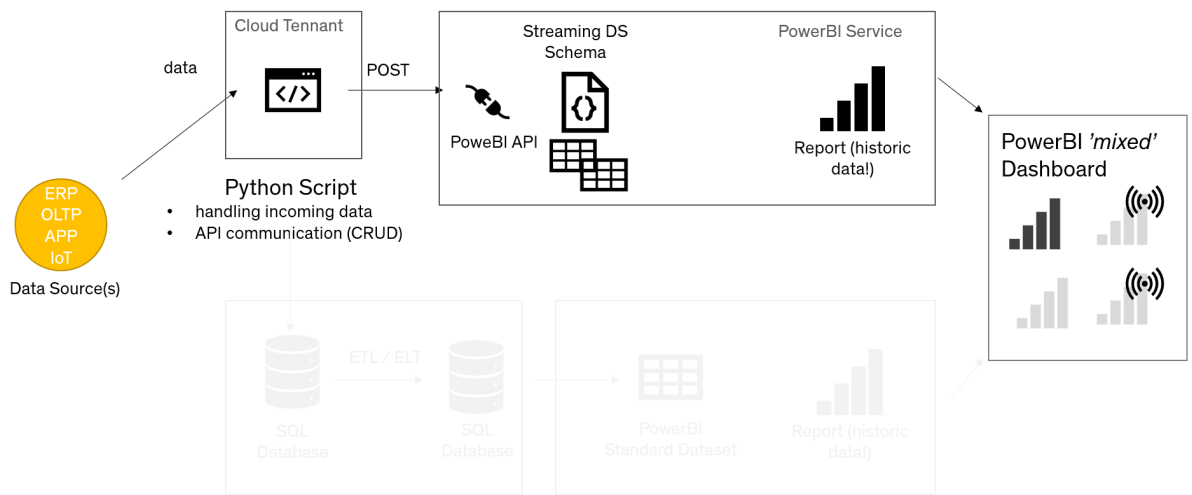 Cloud Tennant
data
</>
POST
Python Script
• handling incoming data
• API communication (CRUD)
ERP
OLTP
APP
IoT
Data Source(s)
Streaming DS
Schema
PowerBI Service
PoweBI API
{}
Report (historic
data!)
PowerBI 'mixed'
Dashboard
ETL / ELT
SQL
Database
SQL
Database
PowerBI
Standard Dataset
Report (historic
data!)